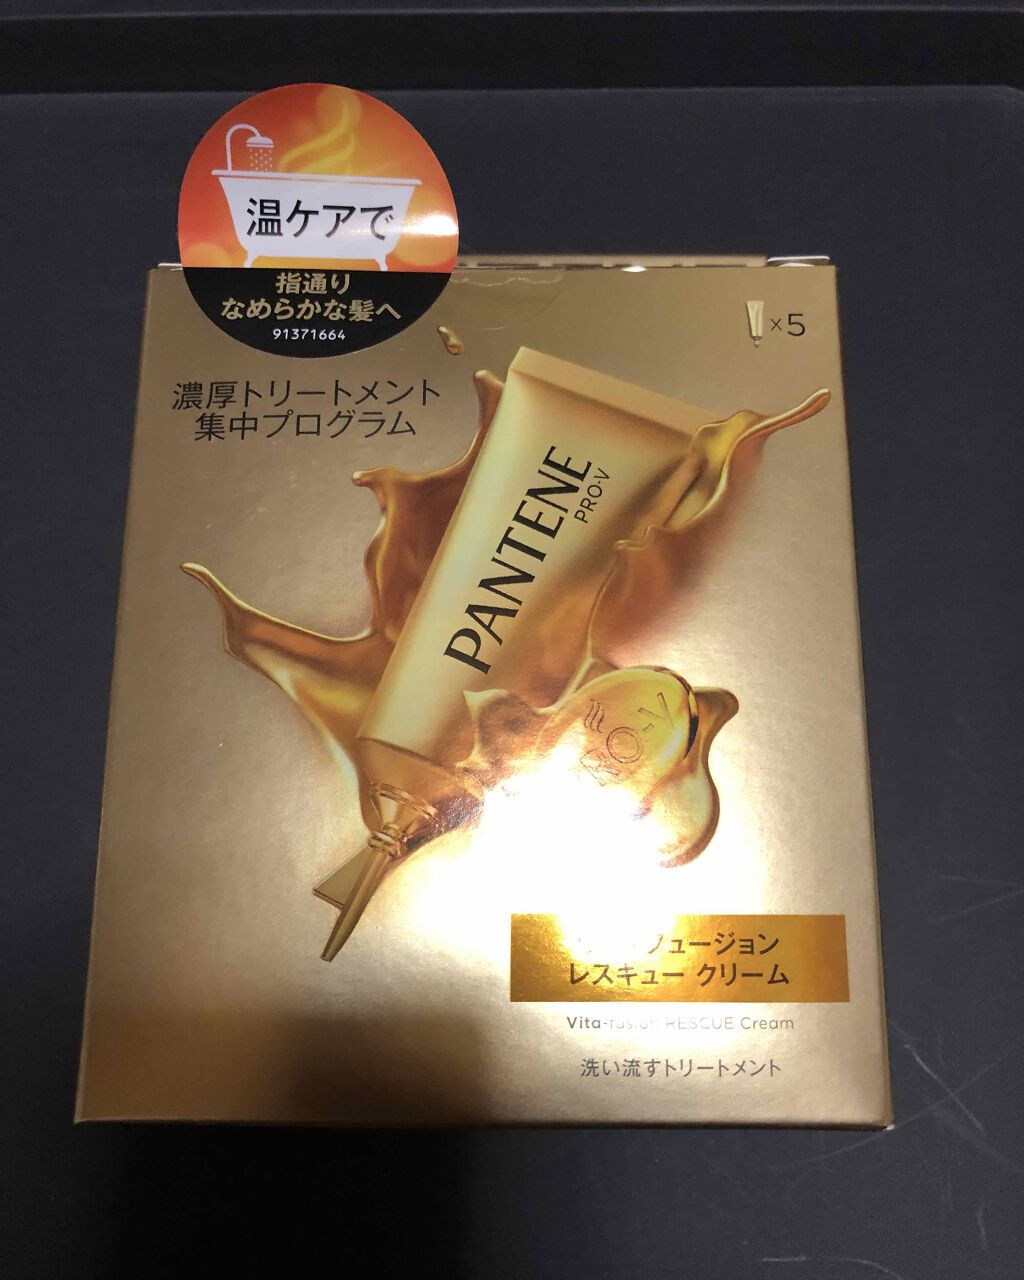 温ケアで
指通り
なめらかな髪へ
91371664
×5
濃厚トリートメント
集中プログラム
PANTENE
PRO-V
PRO-V
フュージョン
レスキュー クリーム
Vita-fusion RESCUE Cream
洗い流すトリートメント